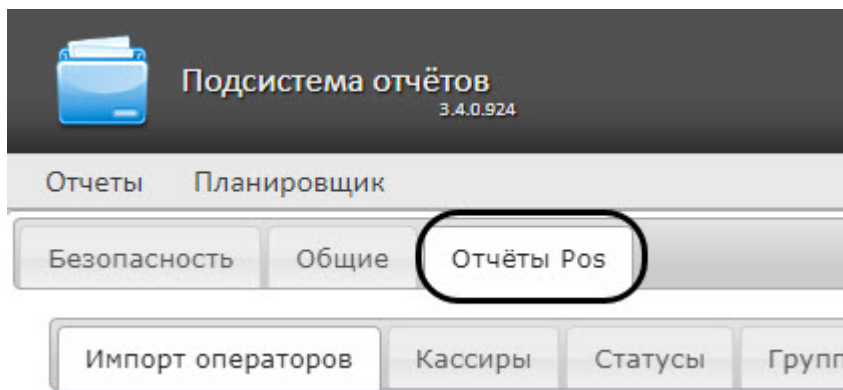 Подсистема отчётов
3.4.0.924
Отчеты Планировщик
Безопасность Общие Отчёты Pos
Импорт операторов Кассиры Статусы